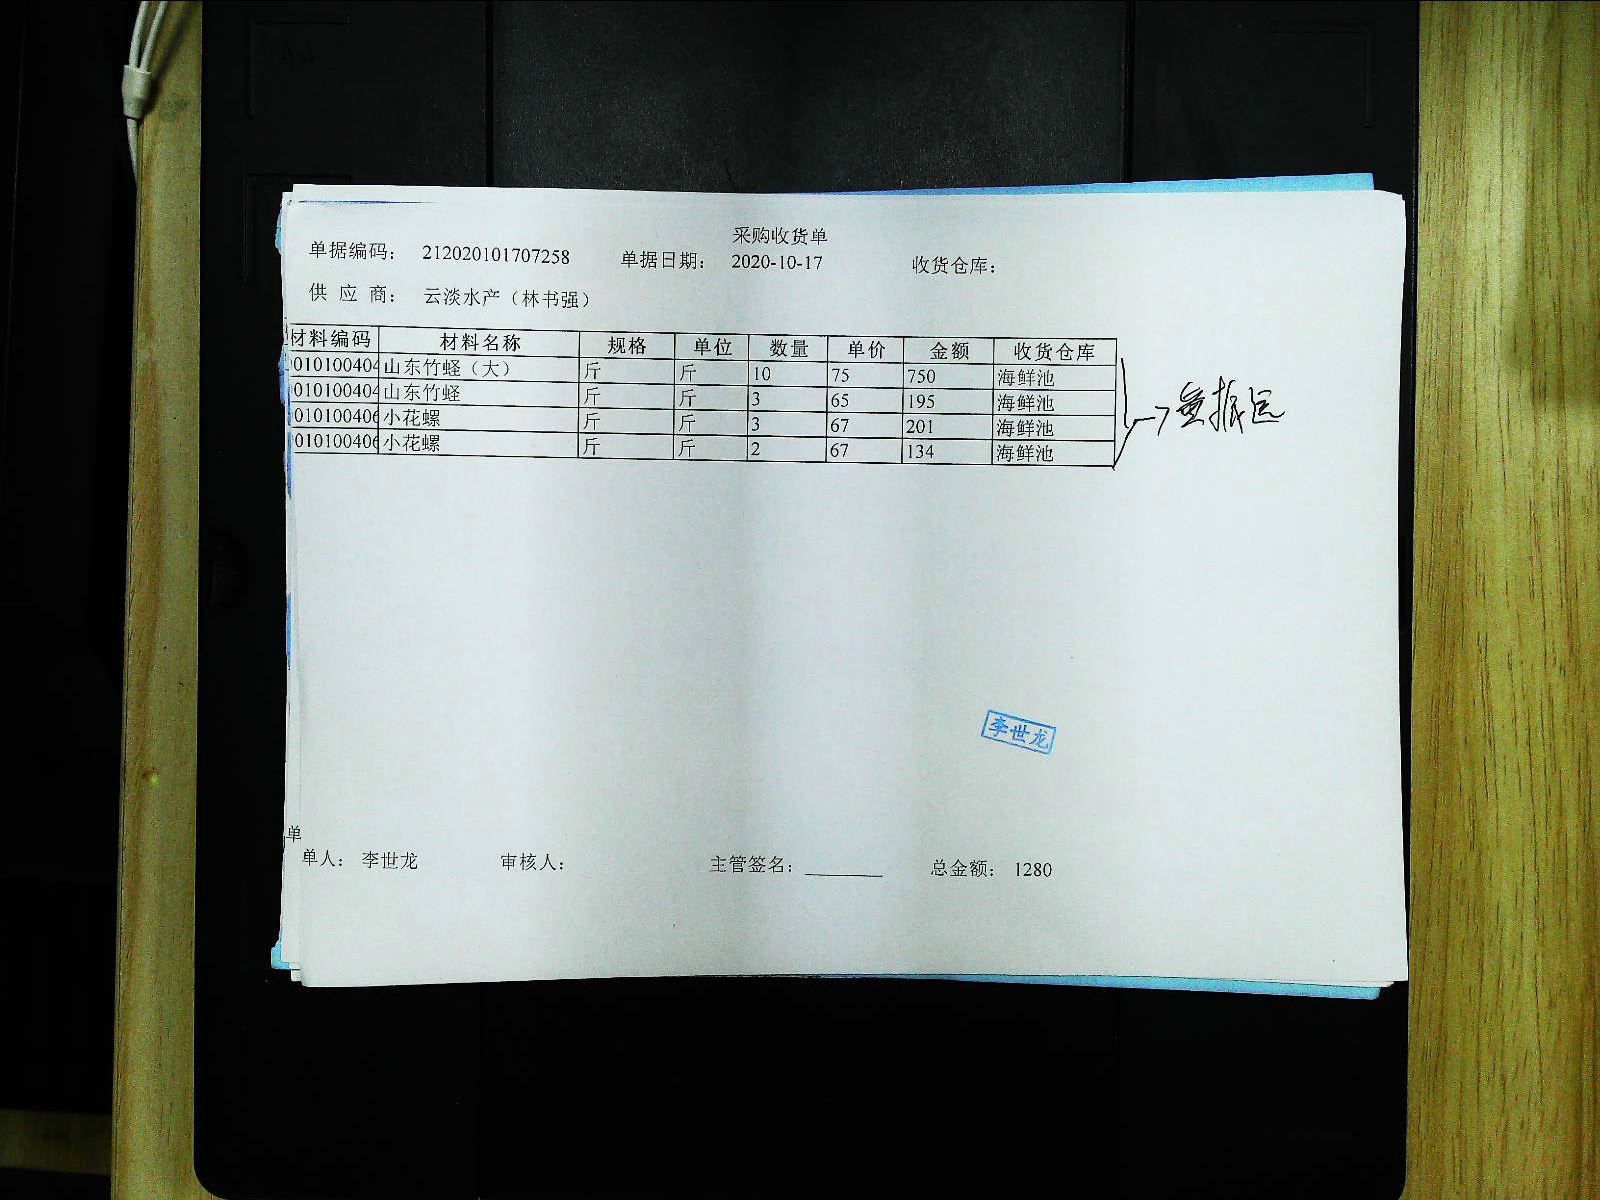 采购收货单
单据编码： 212020101707258 单据日期： 2020-10-17 收货仓库：
供 应 商： 云淡水产（林书强）
材料编码 材料名称 规格 单位 数量 单价 金额 收货仓库
010100404 山东竹蛏（大） 斤 斤 10 75 750 海鲜池
010100404 山东竹蛏 斤 斤 3 65 195 海鲜池
010100406 小花螺 斤 斤 3 67 201 海鲜池
010100406 小花螺 斤 斤 2 67 134 海鲜池
李世龙
单
单人： 李世龙 审核人： 主管签名： 总金额： 1280